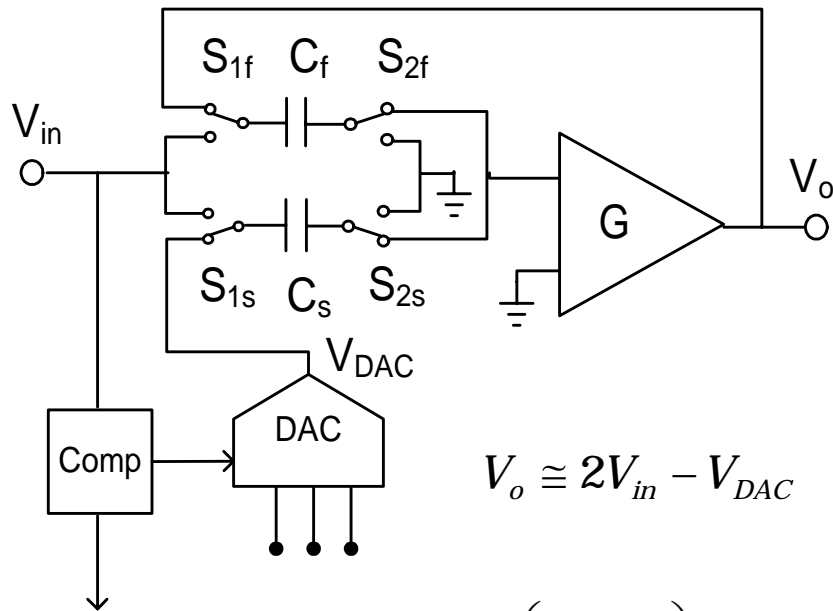 S1f Cf S2f
Vin
Vo
G
S1s Cs S2s
VDAC
DAC
Comp
Vo ≅ 2Vin − VDAC